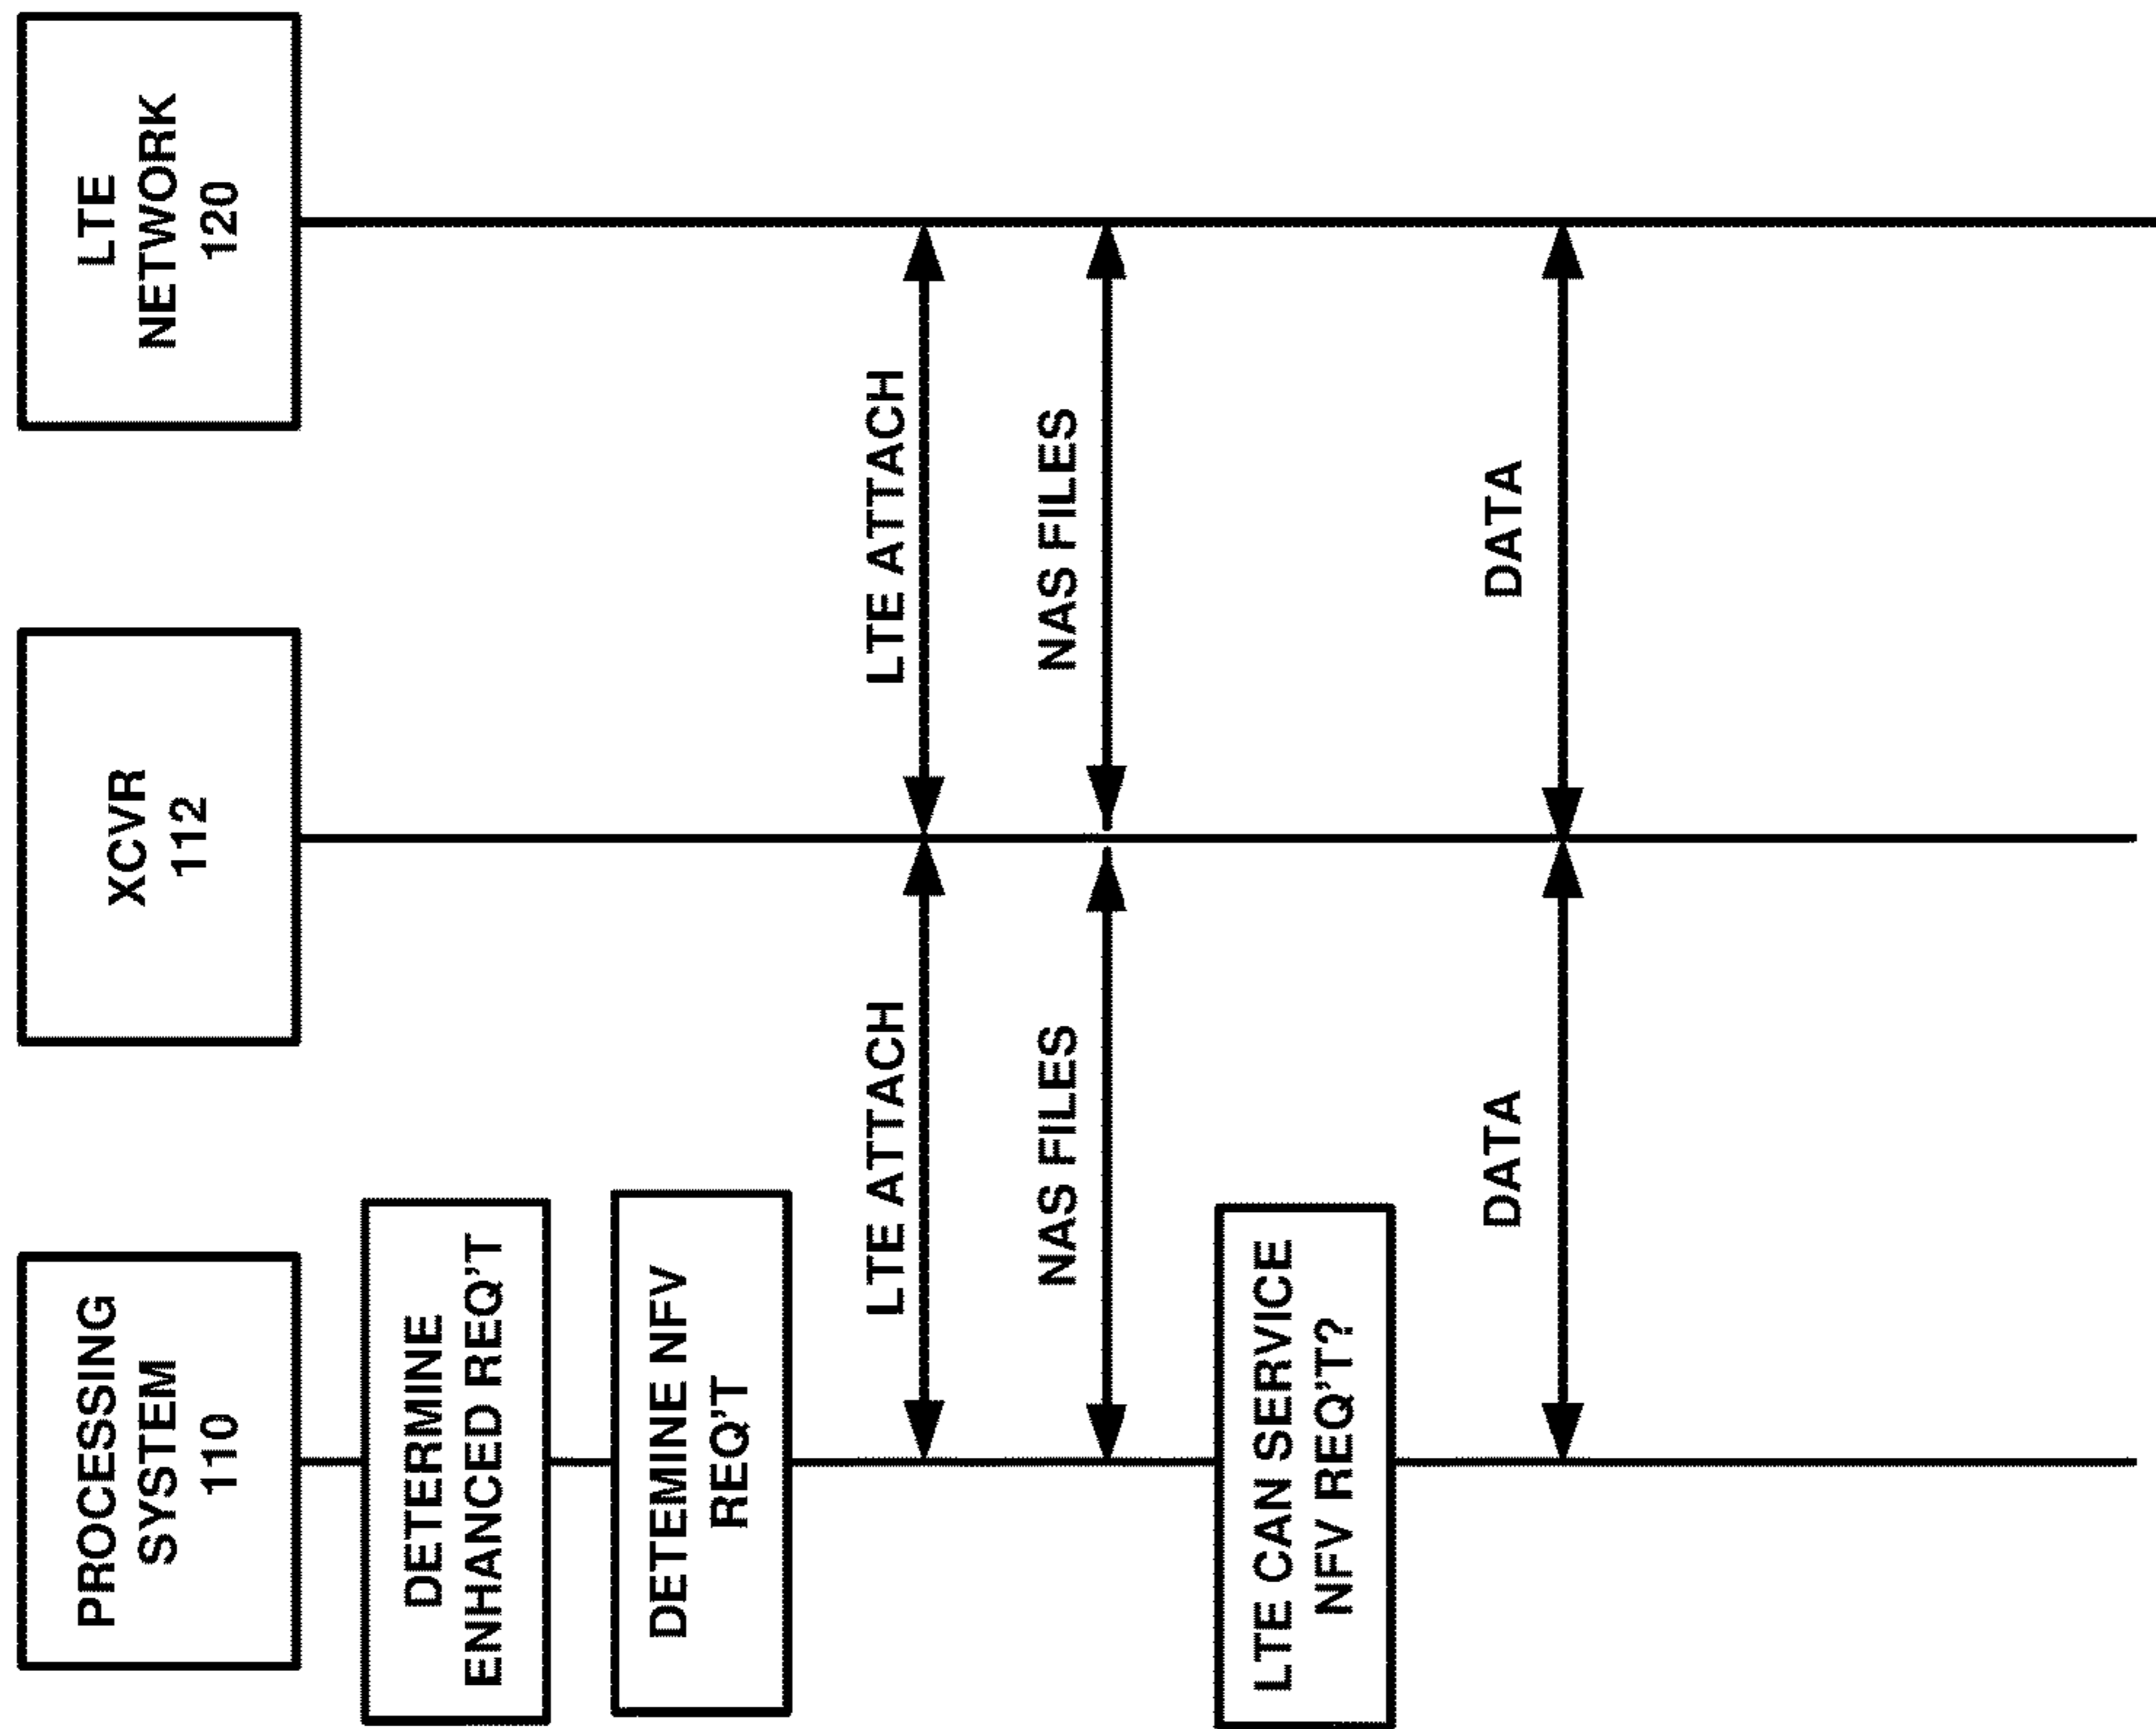 PROCESSING
SYSTEM
110
XCVR
112
LTE
NETWORK
120
DETERMINE
ENHANCED REQ'T
DETEMINE NFV
REQ'T
LTE ATTACH
LTE ATTACH
NAS FILES
NAS FILES
LTE CAN SERVICE
NFV REQ'T?
DATA
DATA